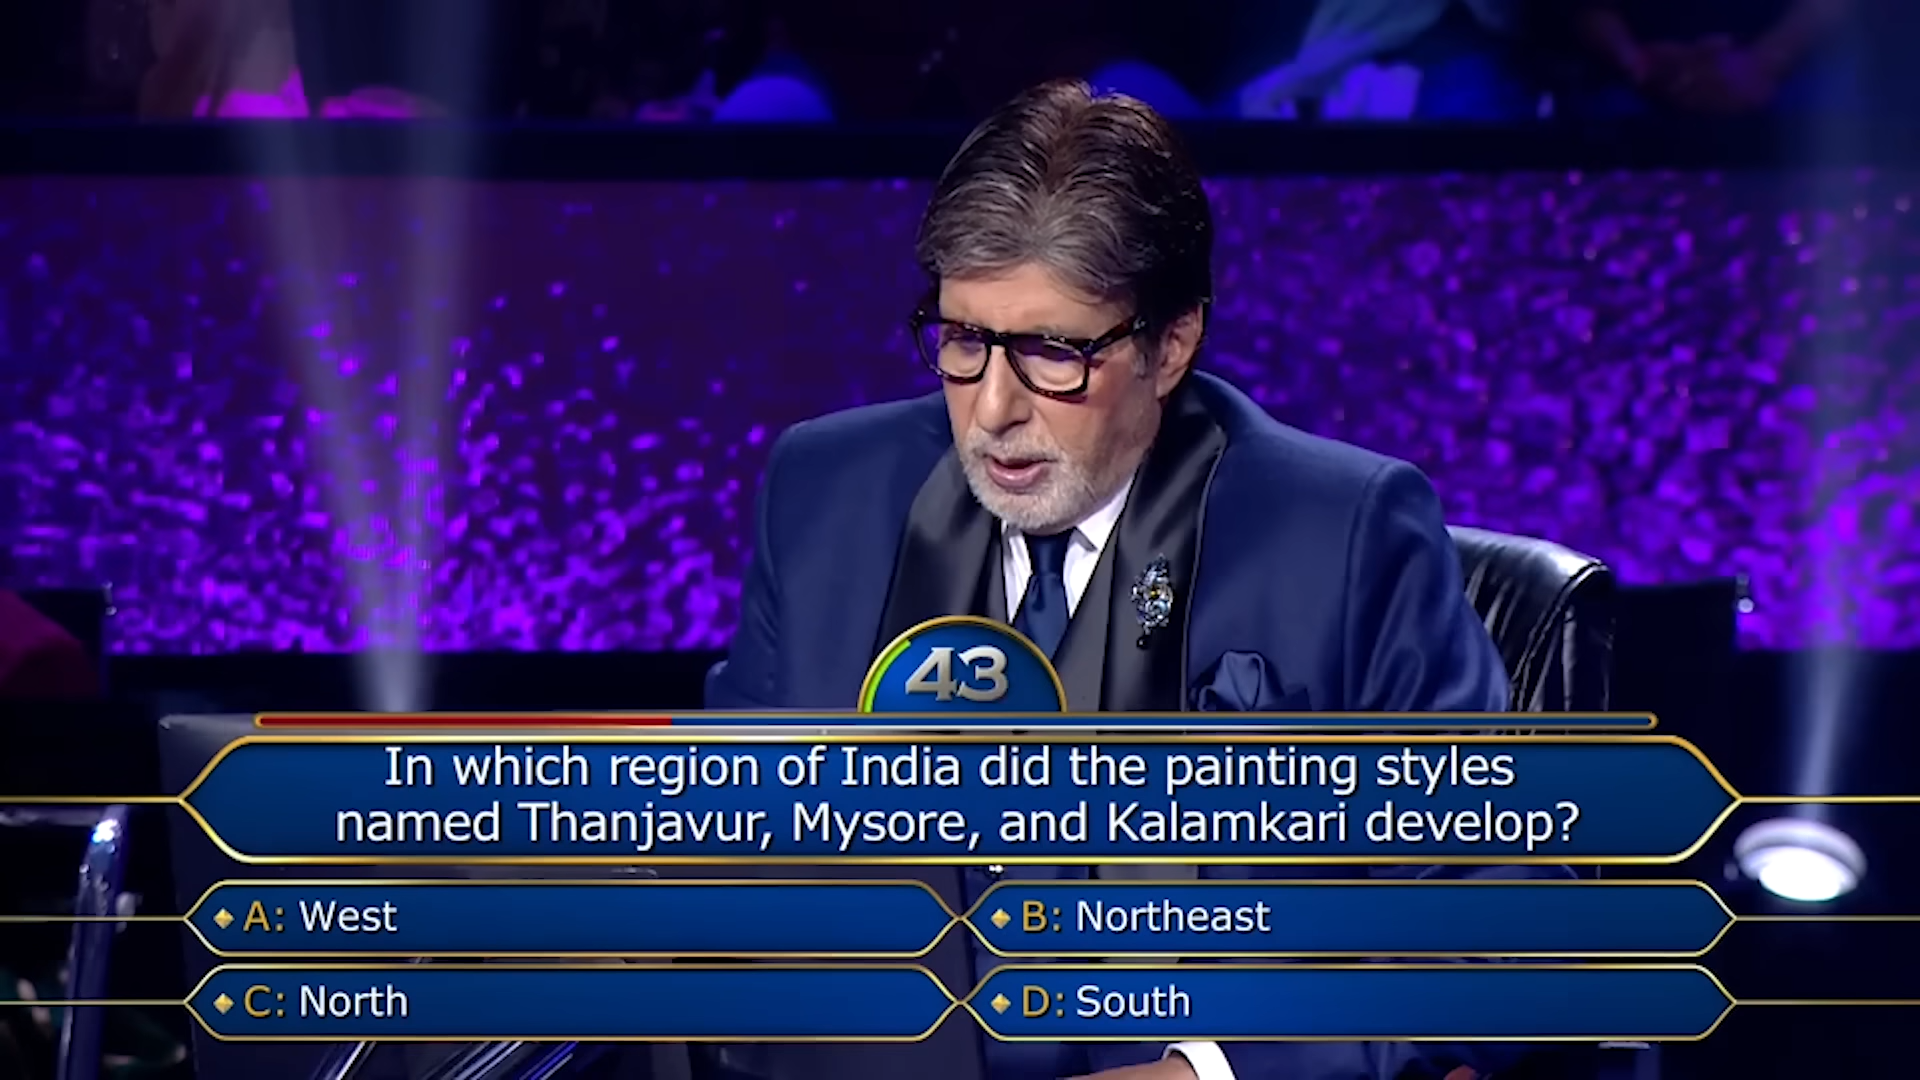 43
In which region of India did the painting styles
named Thanjavur, Mysore, and Kalamkari develop?
A: West
B: Northeast
C: North
D: South